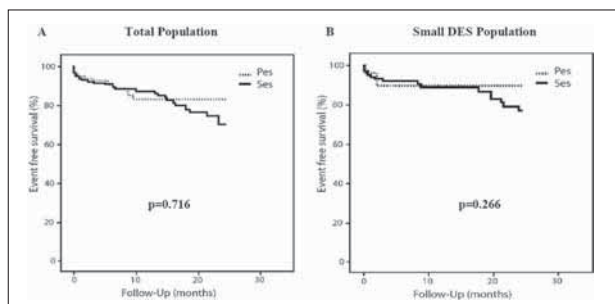 A Total Population
Pes
Ses
Event free survival (%)
100
80
60
40
20
0
p=0.716
0 10 20 30
Follow-Up (months)
B Small DES Population
Pes
Ses
Event free survival (%)
100
80
60
40
20
0
p=0.266
0 10 20 30
Follow-Up (months)